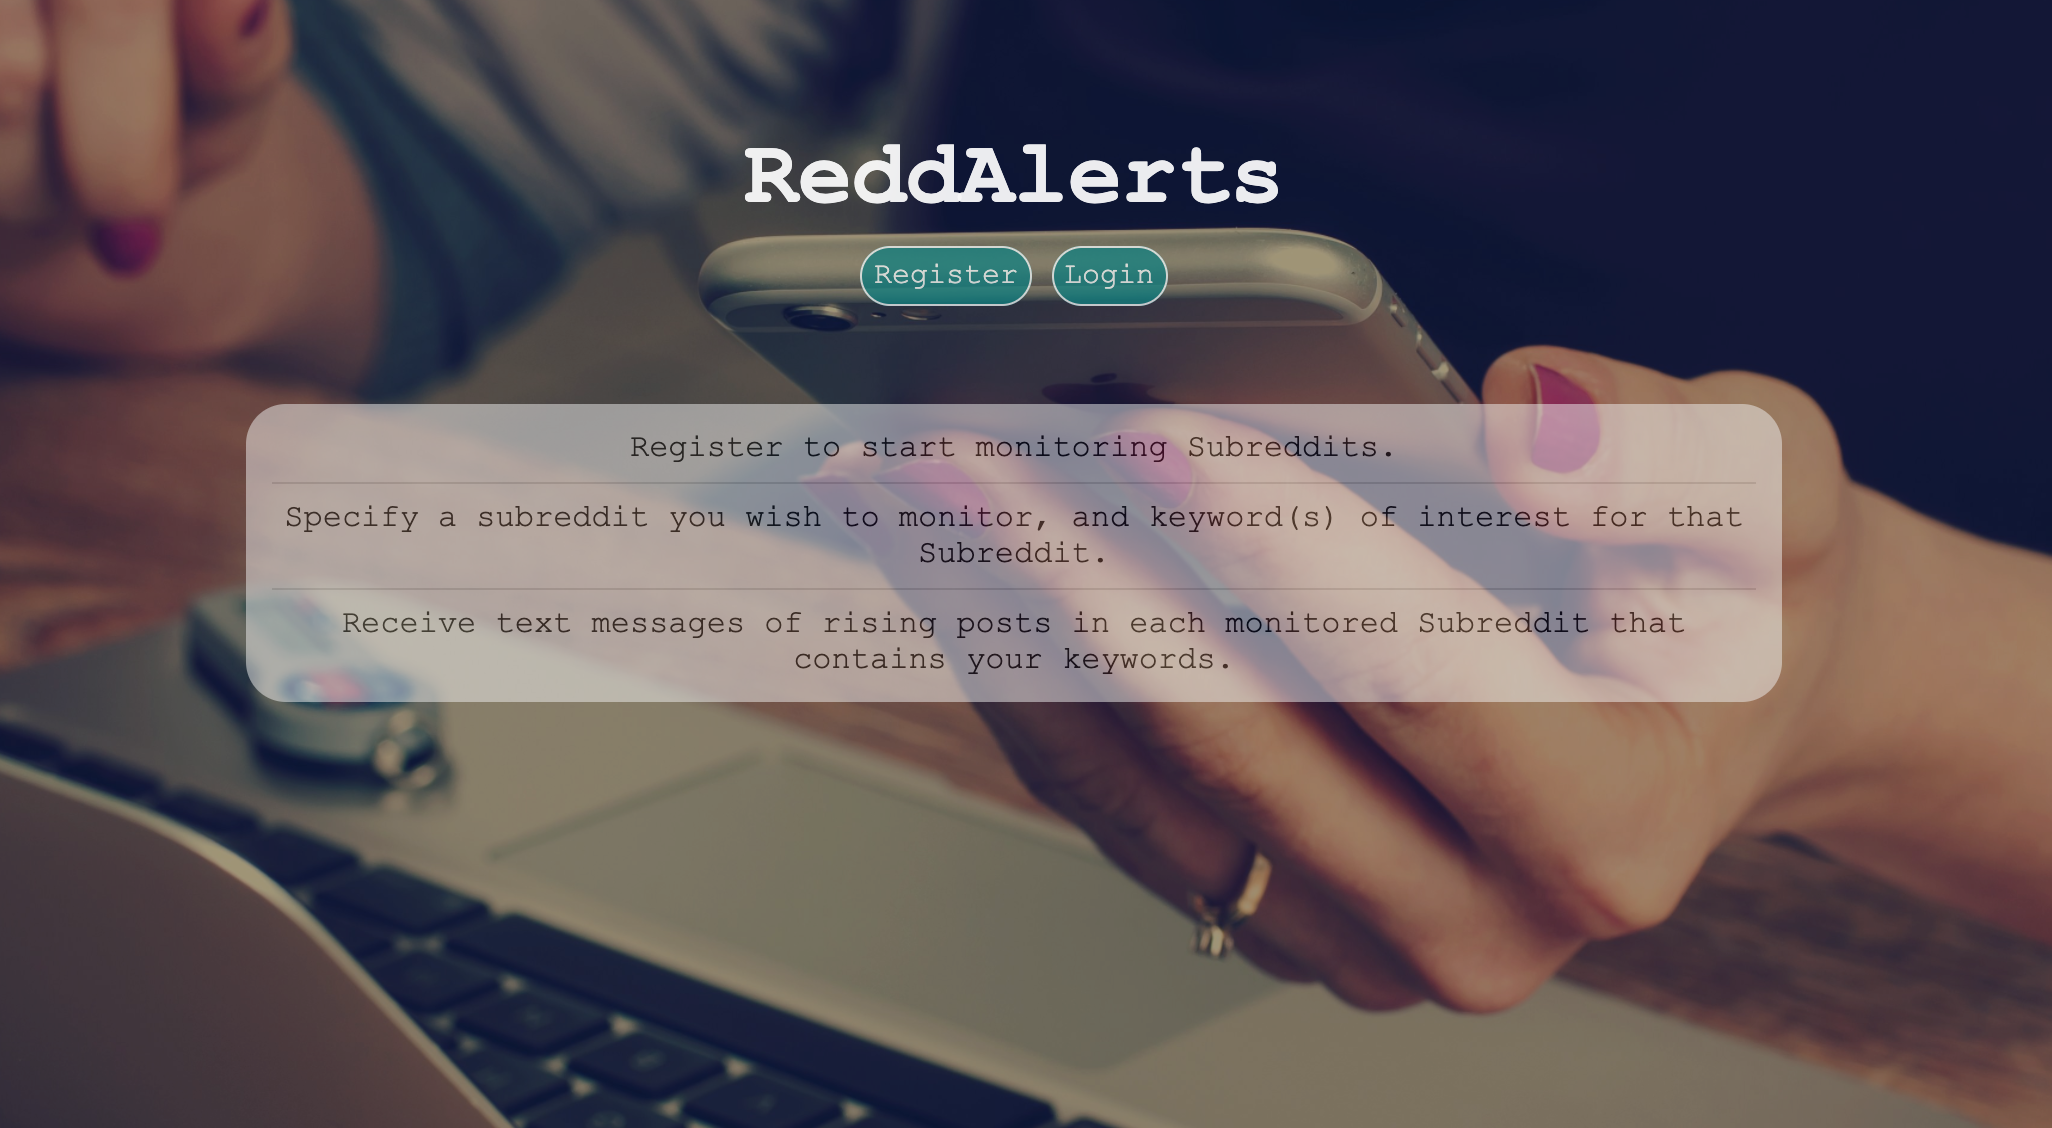 ReddAlerts
Register Login
Register to start monitoring Subreddits.
Specify a subreddit you wish to monitor, and keyword(s) of interest for that
Subreddit.
Receive text messages of rising posts in each monitored Subreddit that
contains your keywords.